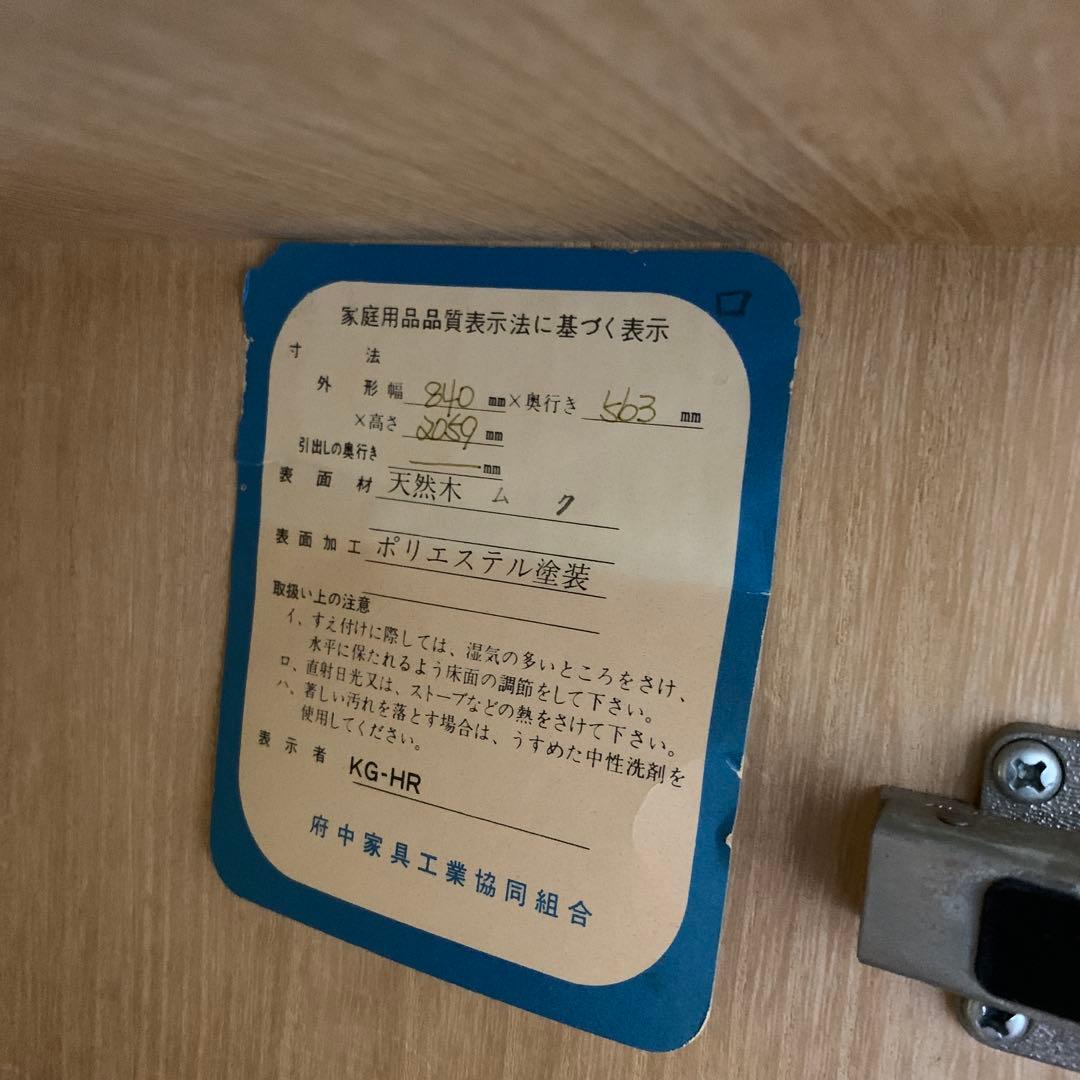 ロ
家庭用品品質表示法に基づく表示
寸法
外形幅 840 mm×奥行き 563 mm
×高さ 2059 mm
引出しの奥行き ——mm
表面材 天然木 ムク
表面加工 ポリエステル塗装
取扱い上の注意
イ、すえ付けに際しては、湿気の多いところをさけ、
水平に保たれるよう床面の調節をして下さい。
ロ、直射日光又は、ストーブなどの熱をさけて下さい。
ハ、著しい汚れを落とす場合は、うすめた中性洗剤を
使用してください。
表示者 KG-HR
府中家具工業協同組合